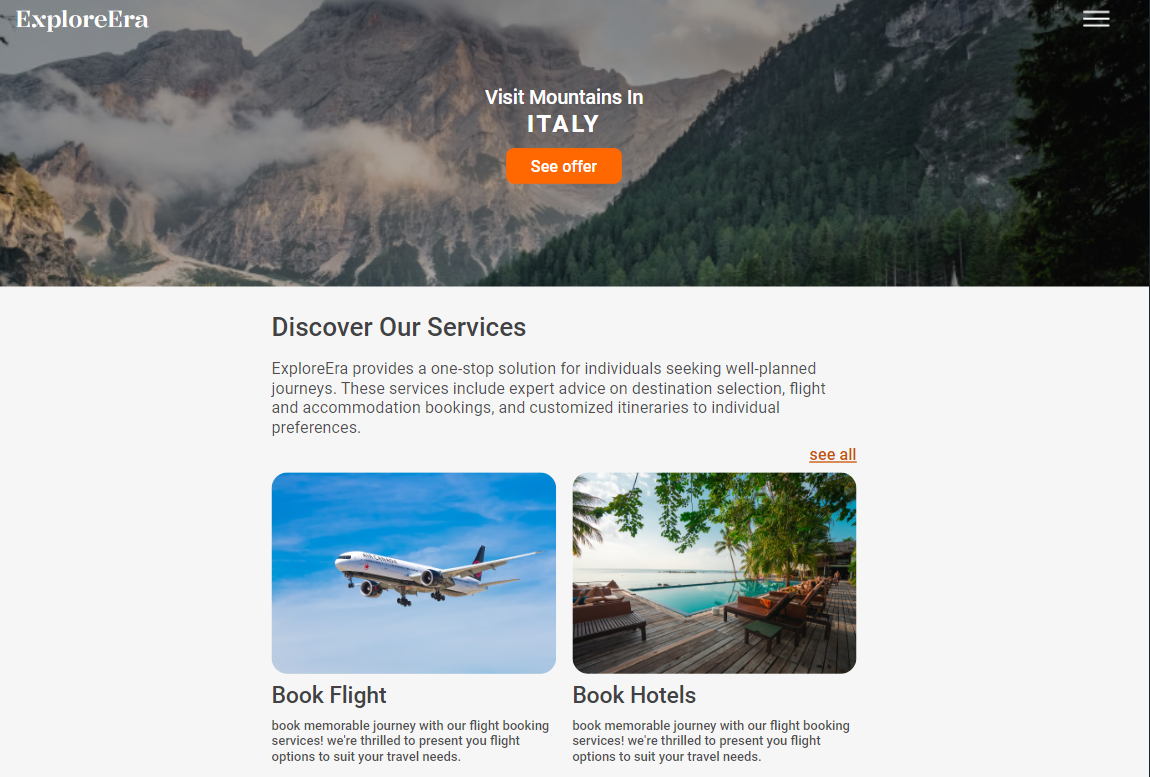 ExploreEra
Visit Mountains In
ITALY
See offer
Discover Our Services
ExploreEra provides a one-stop solution for individuals seeking well-planned
journeys. These services include expert advice on destination selection, flight
and accommodation bookings, and customized itineraries to individual
preferences.
see all
AIR CANADA
Book Flight
book memorable journey with our flight booking
services! we're thrilled to present you flight
options to suit your travel needs.
Book Hotels
book memorable journey with our flight booking
services! we're thrilled to present you flight
options to suit your travel needs.